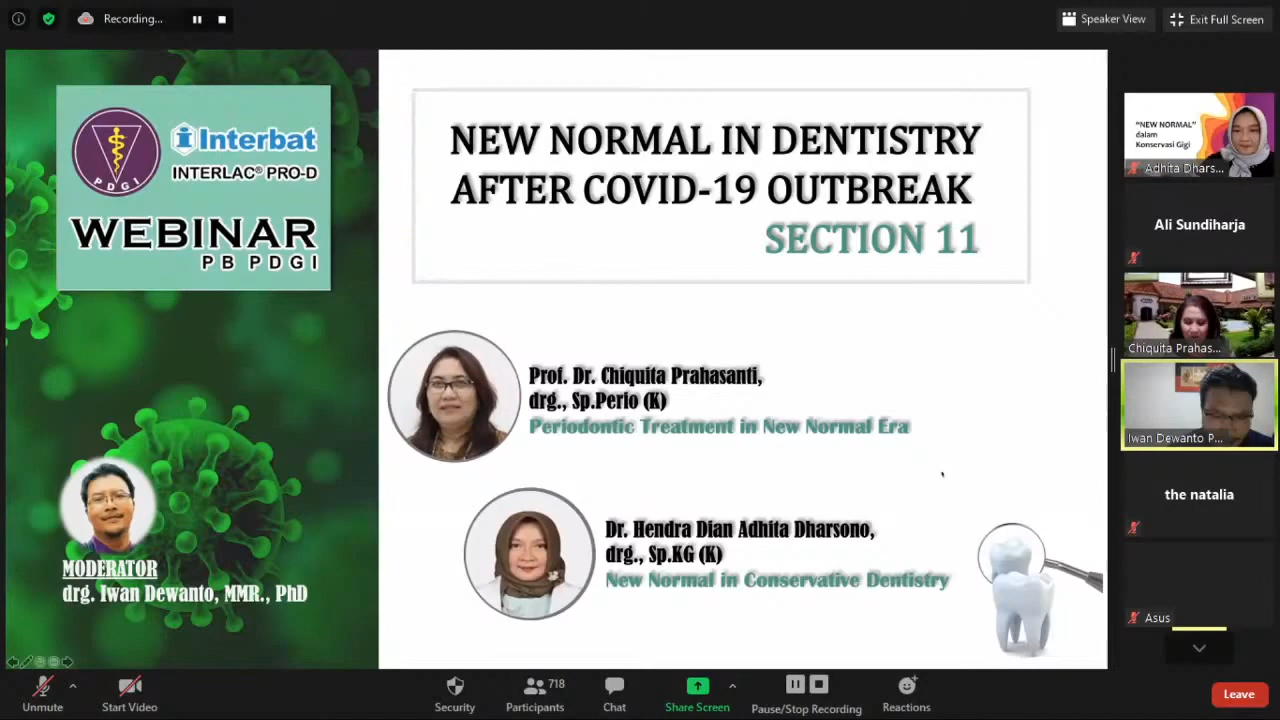 Recording...
Speaker View
Exit Full Screen
PDGI
Interbat
INTERLAC® PRO-D
WEBINAR
PB PDGI
NEW NORMAL IN DENTISTRY
AFTER COVID-19 OUTBREAK
SECTION 11
Prof. Dr. Chiquita Prahasanti,
drg., Sp.Perio (K)
Periodontic Treatment in New Normal Era
Dr. Hendra Dian Adhita Dharsono,
drg., Sp.KG (K)
New Normal in Conservative Dentistry
MODERATOR
drg. Iwan Dewanto, MMR., PhD
"NEW NORMAL"
dalam
Konservasi Gigi
Adhita Dhars...
Ali Sundiharja
Chiquita Prahas...
Iwan Dewanto P...
the natalia
Asus
Unmute
Start Video
Security
Participants
718
Chat
Share Screen
Pause/Stop Recording
Reactions
Leave